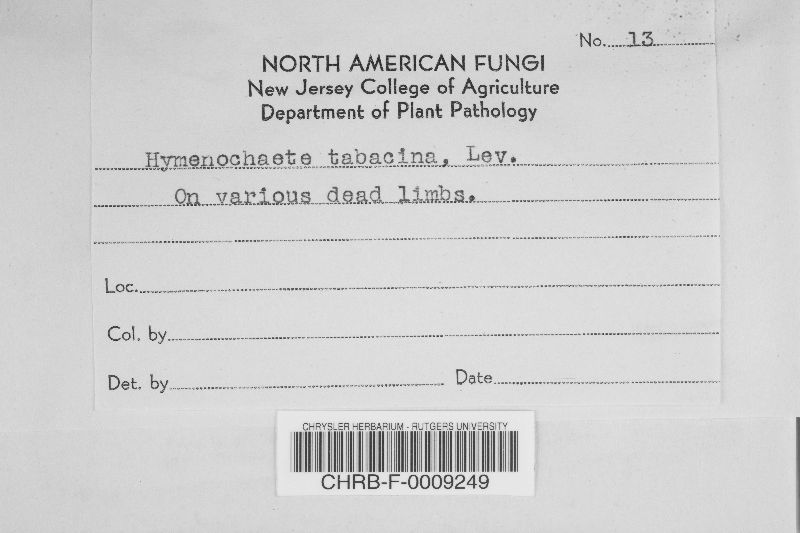 No. 13
NORTH AMERICAN FUNGI
New Jersey College of Agriculture
Department of Plant Pathology
Hymenochaete tabacina, Lev.
On various dead limbs.
Loc.
Col. by
Det. by Date
CHRYSLER HERBARIUM - RUTGERS UNIVERSITY
CHRB-F-0009249